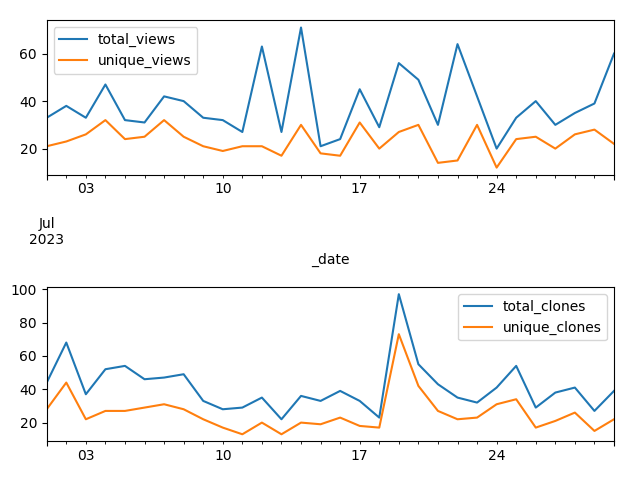 total_views
unique_views
60
40
20
03 10 17 24
Jul
2023
_date
total_clones
unique_clones
100
80
60
40
20
03 10 17 24